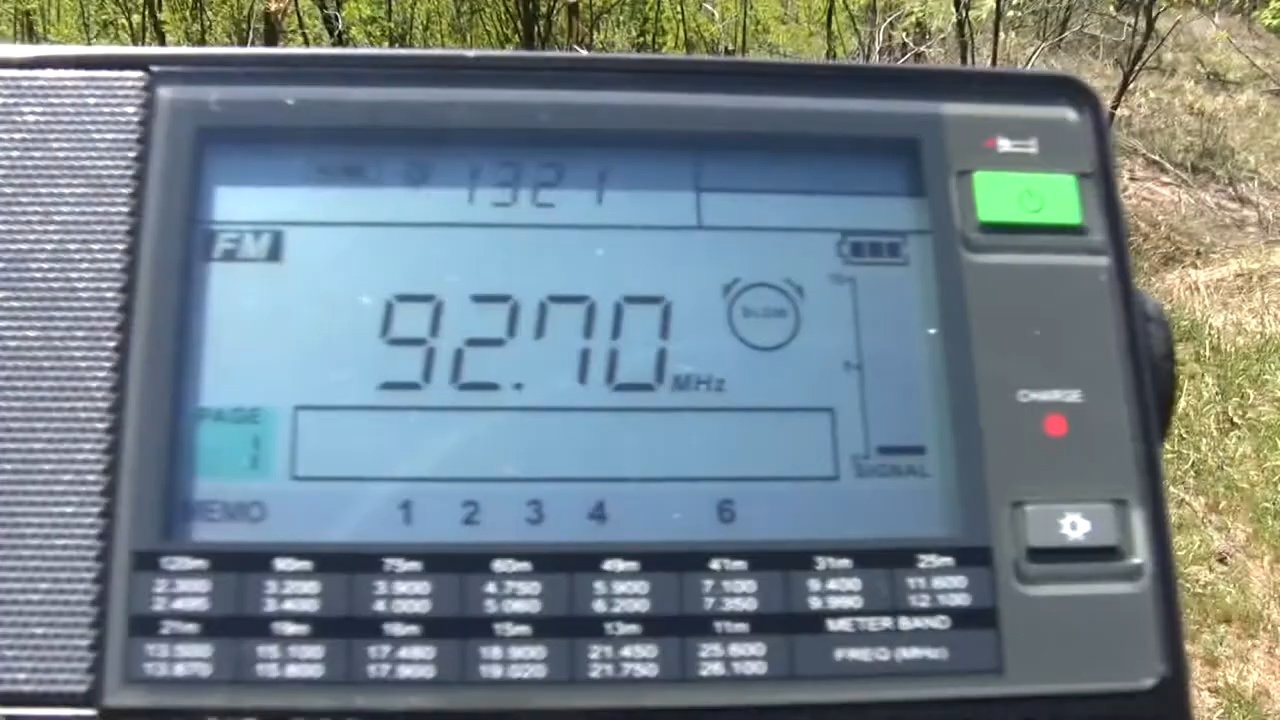 1321
FM
92.70 MHz
PAGE
CHARGE
SIGNAL
MEMO 1 2 3 4 6
120m 90m 75m 60m 49m 41m 31m 25m
3.200 3.900 4.750 5.900 7.100 9.400 11.600
3.400 4.000 5.060 6.200 7.350 9.990 12.100
21m 19m 16m 15m 13m 11m METER BAND
13.500 15.100 17.480 18.900 21.450 25.600 FREQ (MHz)
13.870 15.800 17.900 19.020 21.750 26.100